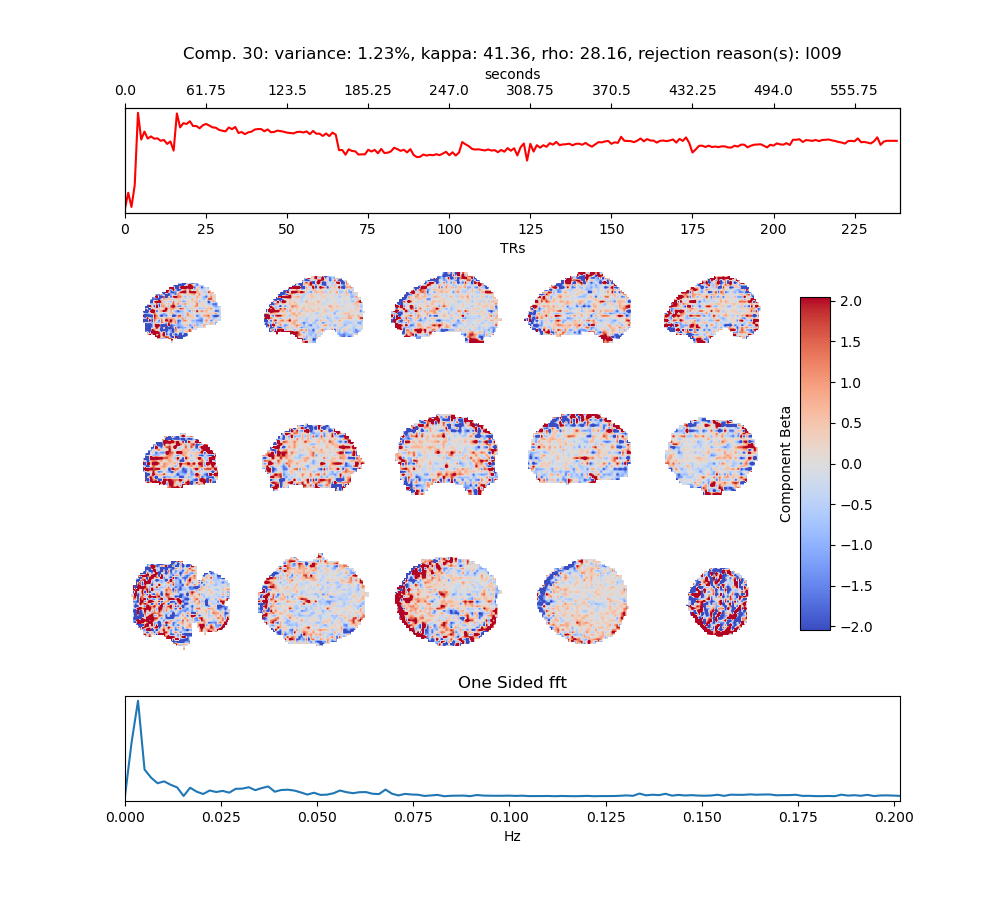 Comp. 30: variance: 1.23%, kappa: 41.36, rho: 28.16, rejection reason(s): I009
seconds
0.0 61.75 123.5 185.25 247.0 308.75 370.5 432.25 494.0 555.75
0 25 50 75 100 125 150 175 200 225
TRs
2.0
1.5
1.0
0.5
0.0
−0.5
−1.0
−1.5
−2.0
Component Beta
One Sided fft
0.000 0.025 0.050 0.075 0.100 0.125 0.150 0.175 0.200
Hz